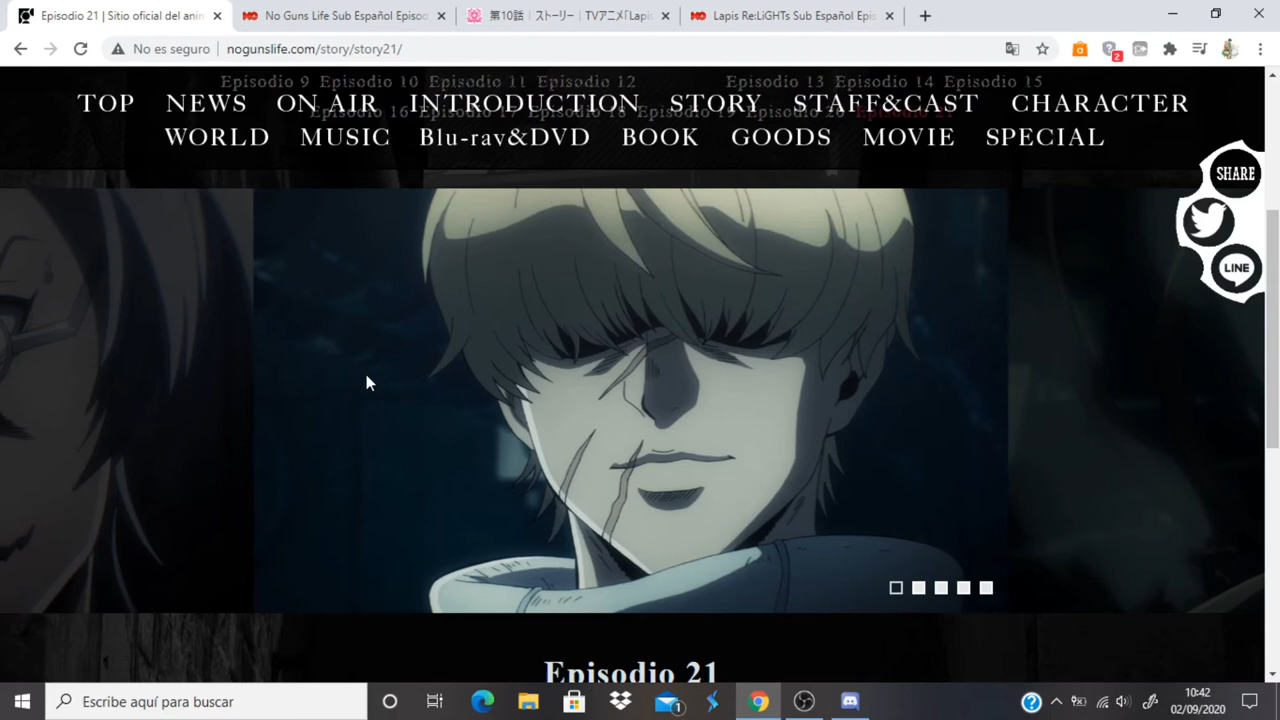 Episodio 21 | Sitio oficial del anin
No Guns Life Sub Español Episod
第10話｜ストーリー｜TVアニメ「Lapis
Lapis Re:LiGHTs Sub Español Epis
No es seguro
nogunslife.com/story/story21/
2
Episodio 9 Episodio 10 Episodio 11 Episodio 12 Episodio 13 Episodio 14 Episodio 15
TOP NEWS ON AIR INTRODUCTION STORY STAFF&CAST CHARACTER
Episodio 16 Episodio 17 Episodio 18 Episodio 19 Episodio 20 Episodio 21
WORLD MUSIC Blu-ray&DVD BOOK GOODS MOVIE SPECIAL
SHARE
LINE
Episodio 21
Escribe aquí para buscar
1
10:42
02/09/2020